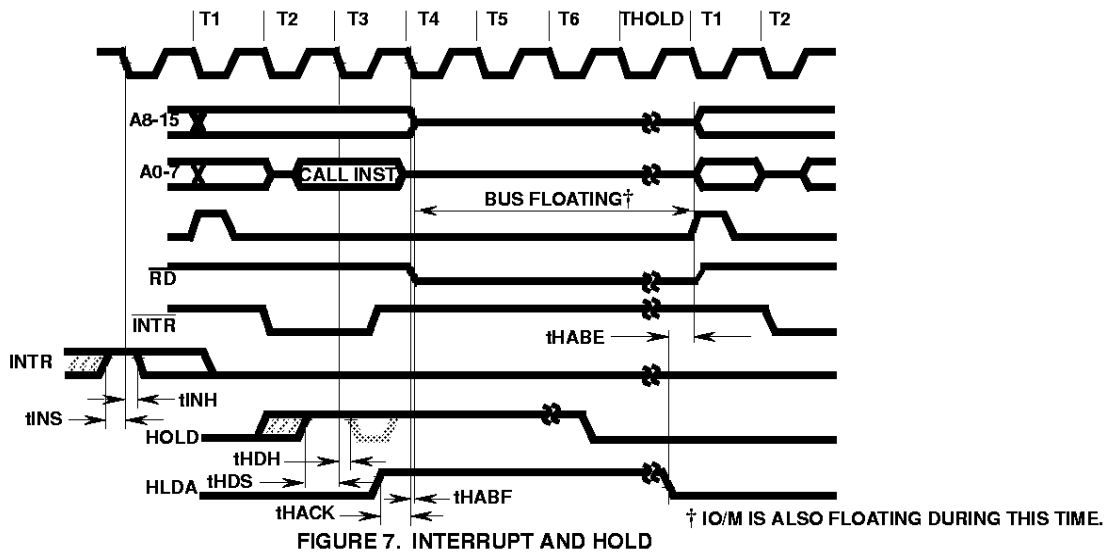 T1 T2 T3 T4 T5 T6 THOLD T1 T2
A8-15
A0-7
CALL INST.
BUS FLOATING†
RD
INTR
tHABE
INTR
tINH
tINS
HOLD
tHDH
tHDS
HLDA
tHABF
tHACK
† IO/M IS ALSO FLOATING DURING THIS TIME.
FIGURE 7. INTERRUPT AND HOLD